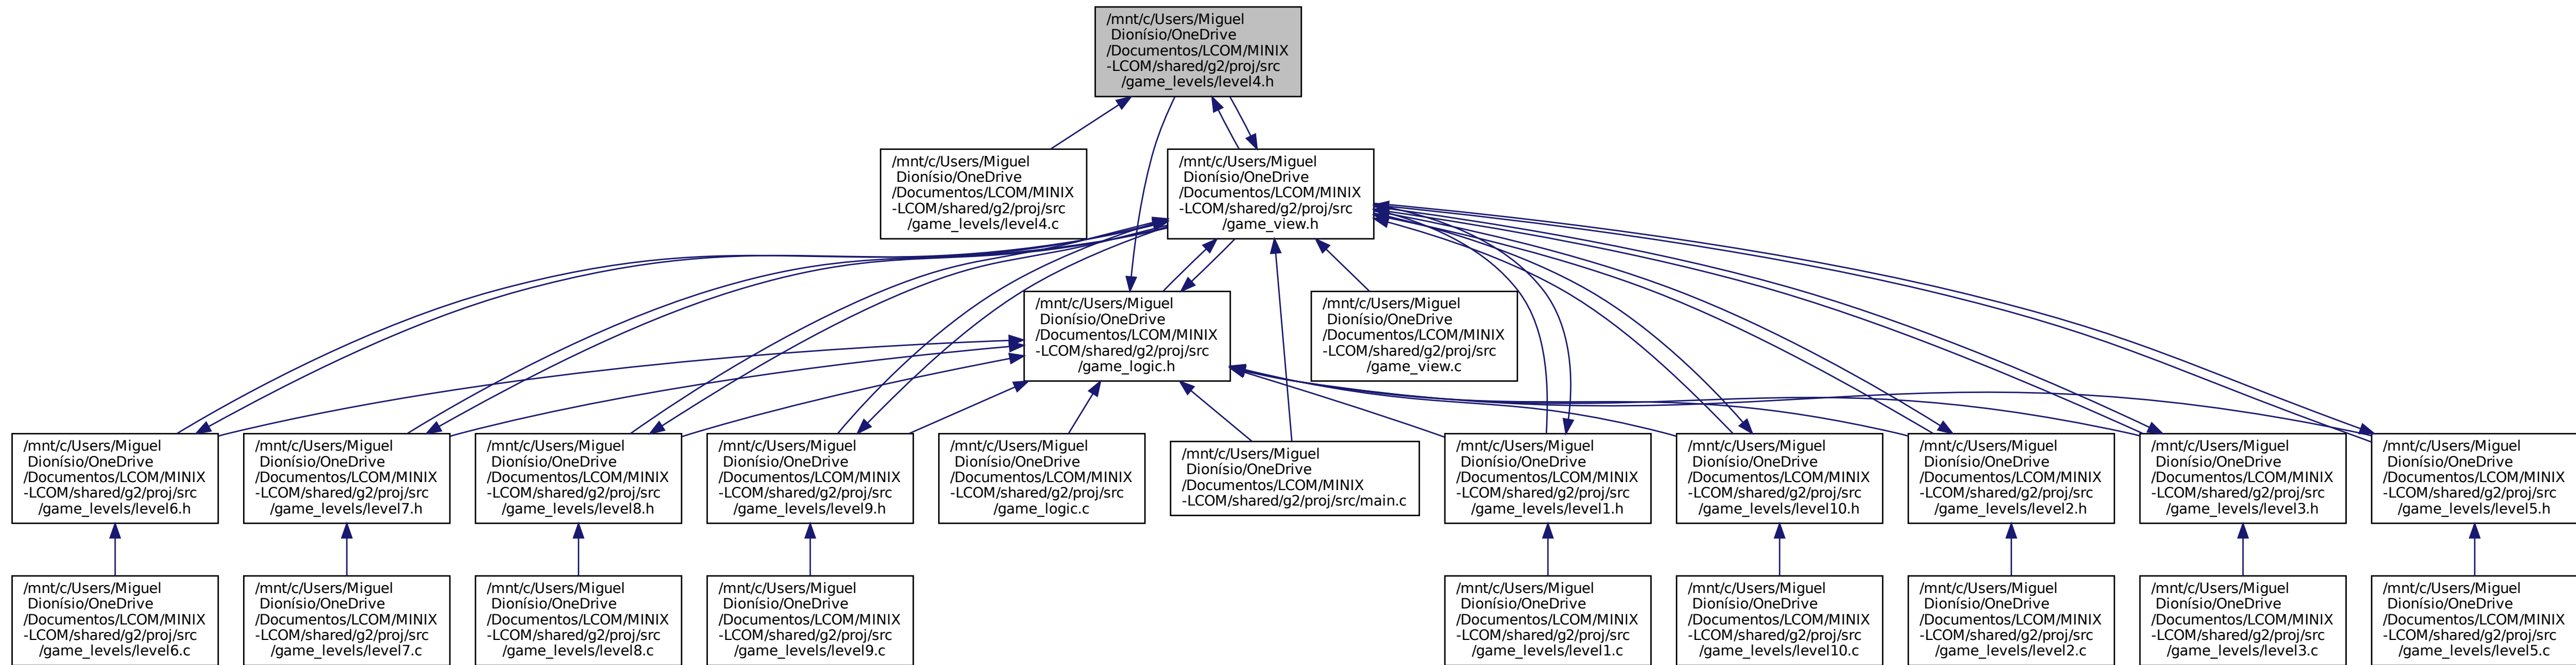 /mnt/c/Users/Miguel
Dionísio/OneDrive
/Documentos/LCOM/MINIX
-LCOM/shared/g2/proj/src
/game_levels/level4.h
/mnt/c/Users/Miguel
Dionísio/OneDrive
/Documentos/LCOM/MINIX
-LCOM/shared/g2/proj/src
/game_levels/level4.c
/mnt/c/Users/Miguel
Dionísio/OneDrive
/Documentos/LCOM/MINIX
-LCOM/shared/g2/proj/src
/game_view.h
/mnt/c/Users/Miguel
Dionísio/OneDrive
/Documentos/LCOM/MINIX
-LCOM/shared/g2/proj/src
/game_logic.h
/mnt/c/Users/Miguel
Dionísio/OneDrive
/Documentos/LCOM/MINIX
-LCOM/shared/g2/proj/src
/game_view.c
/mnt/c/Users/Miguel
Dionísio/OneDrive
/Documentos/LCOM/MINIX
-LCOM/shared/g2/proj/src
/game_levels/level6.h
/mnt/c/Users/Miguel
Dionísio/OneDrive
/Documentos/LCOM/MINIX
-LCOM/shared/g2/proj/src
/game_levels/level7.h
/mnt/c/Users/Miguel
Dionísio/OneDrive
/Documentos/LCOM/MINIX
-LCOM/shared/g2/proj/src
/game_levels/level8.h
/mnt/c/Users/Miguel
Dionísio/OneDrive
/Documentos/LCOM/MINIX
-LCOM/shared/g2/proj/src
/game_levels/level9.h
/mnt/c/Users/Miguel
Dionísio/OneDrive
/Documentos/LCOM/MINIX
-LCOM/shared/g2/proj/src
/game_logic.c
/mnt/c/Users/Miguel
Dionísio/OneDrive
/Documentos/LCOM/MINIX
-LCOM/shared/g2/proj/src/main.c
/mnt/c/Users/Miguel
Dionísio/OneDrive
/Documentos/LCOM/MINIX
-LCOM/shared/g2/proj/src
/game_levels/level1.h
/mnt/c/Users/Miguel
Dionísio/OneDrive
/Documentos/LCOM/MINIX
-LCOM/shared/g2/proj/src
/game_levels/level10.h
/mnt/c/Users/Miguel
Dionísio/OneDrive
/Documentos/LCOM/MINIX
-LCOM/shared/g2/proj/src
/game_levels/level2.h
/mnt/c/Users/Miguel
Dionísio/OneDrive
/Documentos/LCOM/MINIX
-LCOM/shared/g2/proj/src
/game_levels/level3.h
/mnt/c/Users/Miguel
Dionísio/OneDrive
/Documentos/LCOM/MINIX
-LCOM/shared/g2/proj/src
/game_levels/level5.h
/mnt/c/Users/Miguel
Dionísio/OneDrive
/Documentos/LCOM/MINIX
-LCOM/shared/g2/proj/src
/game_levels/level6.c
/mnt/c/Users/Miguel
Dionísio/OneDrive
/Documentos/LCOM/MINIX
-LCOM/shared/g2/proj/src
/game_levels/level7.c
/mnt/c/Users/Miguel
Dionísio/OneDrive
/Documentos/LCOM/MINIX
-LCOM/shared/g2/proj/src
/game_levels/level8.c
/mnt/c/Users/Miguel
Dionísio/OneDrive
/Documentos/LCOM/MINIX
-LCOM/shared/g2/proj/src
/game_levels/level9.c
/mnt/c/Users/Miguel
Dionísio/OneDrive
/Documentos/LCOM/MINIX
-LCOM/shared/g2/proj/src
/game_levels/level1.c
/mnt/c/Users/Miguel
Dionísio/OneDrive
/Documentos/LCOM/MINIX
-LCOM/shared/g2/proj/src
/game_levels/level10.c
/mnt/c/Users/Miguel
Dionísio/OneDrive
/Documentos/LCOM/MINIX
-LCOM/shared/g2/proj/src
/game_levels/level2.c
/mnt/c/Users/Miguel
Dionísio/OneDrive
/Documentos/LCOM/MINIX
-LCOM/shared/g2/proj/src
/game_levels/level3.c
/mnt/c/Users/Miguel
Dionísio/OneDrive
/Documentos/LCOM/MINIX
-LCOM/shared/g2/proj/src
/game_levels/level5.c